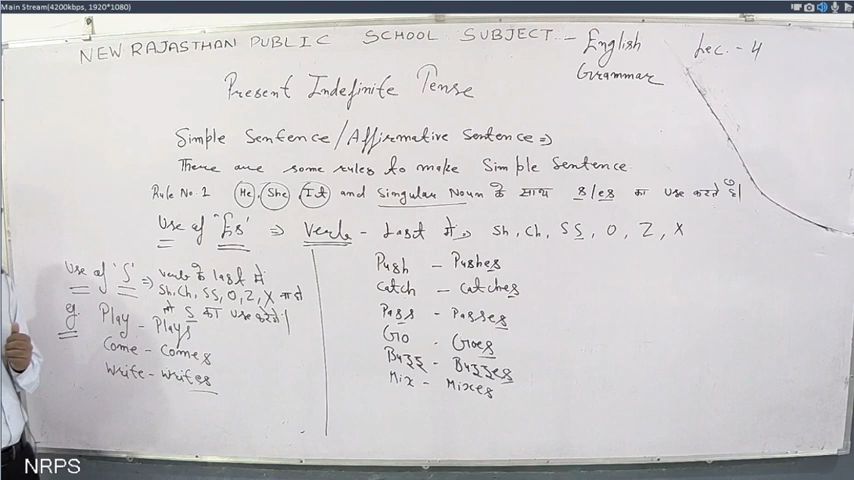 Main Stream(4200kbps, 1920*1080)
NEW RAJASTHAN PUBLIC SCHOOL SUBJECT - English Grammar Lec. - 4
Present Indefinite Tense
Simple Sentence/Affirmative Sentence ⇒
There are some rules to make Simple Sentence.
Rule No. 1 He, She, It and Singular Noun के साथ s/es का use करते है|
Use of 'Es' ⇒ Verb - Last में, Sh, Ch, SS, O, Z, X
Use of 'S' ⇒ verb के last में
Sh, Ch, SS, O, Z, X
तो S का use करेंगे|
Play - Plays
Come - Comes
Write - Writes
Push - Pushes
Catch - Catches
Pass - Passes
Go - Goes
Buzz - Buzzes
Mix - Mixes
NRPS